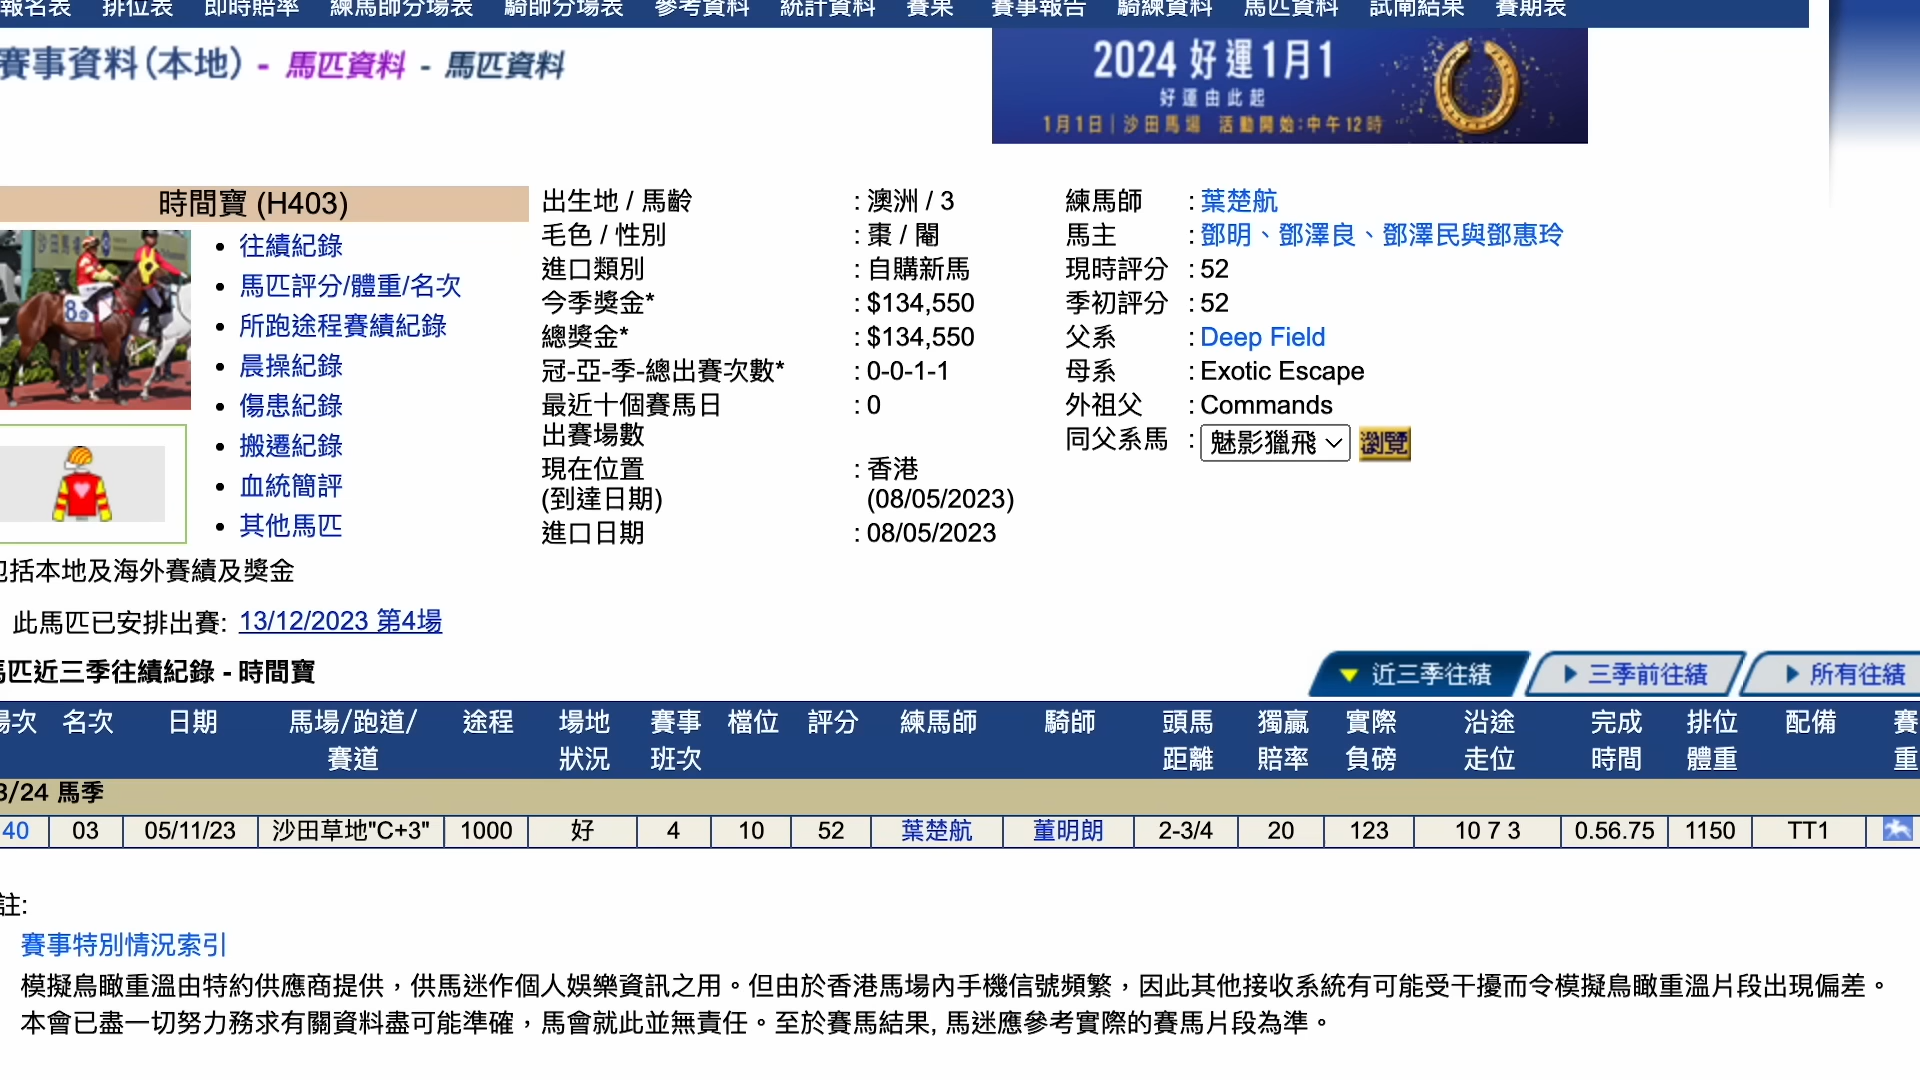 報名表 排位表 即時賠率 練馬師分場表 騎師分場表 參考資料 統計資料 賽果 賽事報告 騎練資料 馬匹資料 試閘結果 賽期表
賽事資料(本地) - 馬匹資料 - 馬匹資料
2024 好運1月1
好運由此起
1月1日|沙田馬場 活動開始:中午12時
時間寶 (H403)
往績紀錄
馬匹評分/體重/名次
所跑途程賽績紀錄
晨操紀錄
傷患紀錄
搬遷紀錄
血統簡評
其他馬匹
出生地 / 馬齡 : 澳洲 / 3
毛色 / 性別 : 棗 / 閹
進口類別 : 自購新馬
今季獎金* : $134,550
總獎金* : $134,550
冠-亞-季-總出賽次數* : 0-0-1-1
最近十個賽馬日 : 0
出賽場數
現在位置 : 香港
(到達日期) (08/05/2023)
進口日期 : 08/05/2023
練馬師 : 葉楚航
馬主 : 鄧明、鄧澤良、鄧澤民與鄧惠玲
現時評分 : 52
季初評分 : 52
父系 : Deep Field
母系 : Exotic Escape
外祖父 : Commands
同父系馬 : 魅影獵飛 瀏覽
括本地及海外賽績及獎金
此馬匹已安排出賽: 13/12/2023 第4場
匹近三季往績紀錄 - 時間寶
近三季往績 三季前往績 所有往績
場次 名次 日期 馬場/跑道/ 途程 場地 賽事 檔位 評分 練馬師 騎師 頭馬 獨贏 實際 沿途 完成 排位 配備 賽
賽道 狀況 班次 距離 賠率 負磅 走位 時間 體重 重
3/24 馬季
40 03 05/11/23 沙田草地"C+3" 1000 好 4 10 52 葉楚航 董明朗 2-3/4 20 123 10 7 3 0.56.75 1150 TT1
註:
賽事特別情況索引
模擬鳥瞰重溫由特約供應商提供，供馬迷作個人娛樂資訊之用。但由於香港馬場內手機信號頻繁，因此其他接收系統有可能受干擾而令模擬鳥瞰重溫片段出現偏差。
本會已盡一切努力務求有關資料盡可能準確，馬會就此並無責任。至於賽馬結果, 馬迷應參考實際的賽馬片段為準。